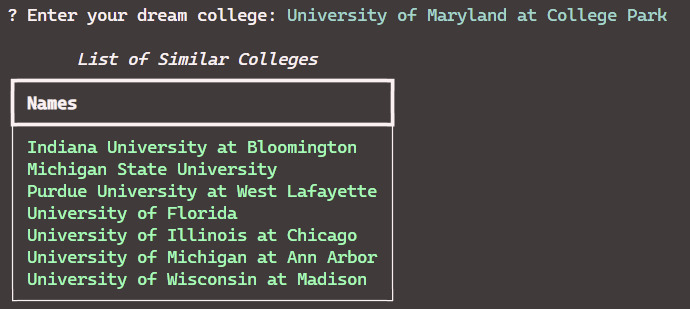 ? Enter your dream college: University of Maryland at College Park
List of Similar Colleges
Names
Indiana University at Bloomington
Michigan State University
Purdue University at West Lafayette
University of Florida
University of Illinois at Chicago
University of Michigan at Ann Arbor
University of Wisconsin at Madison